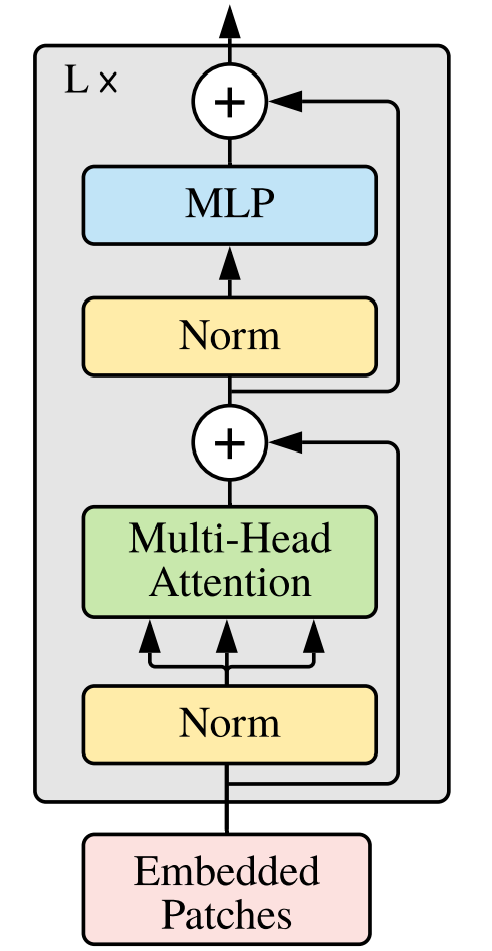 L ×
+
MLP
Norm
+
Multi-Head
Attention
Norm
Embedded
Patches